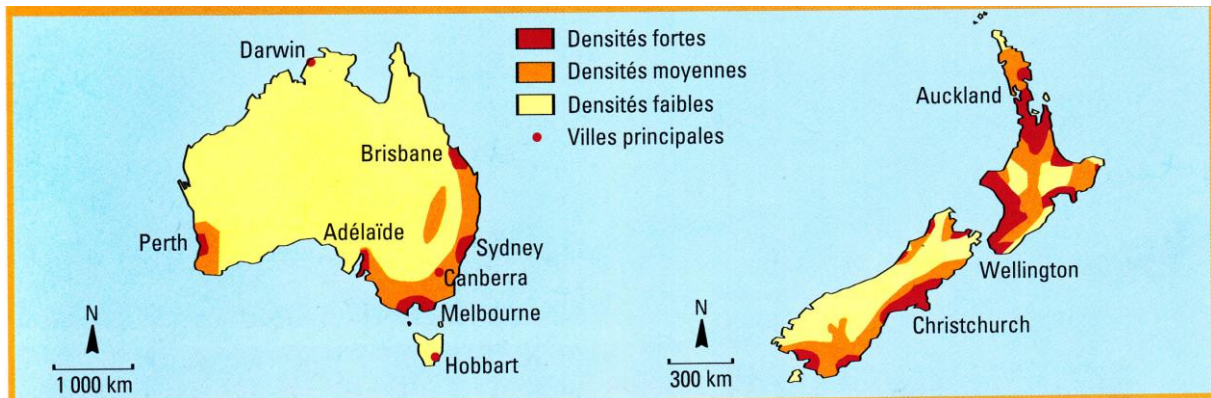 Densités fortes
Densités moyennes
Densités faibles
Villes principales
Darwin
Brisbane
Perth
Adélaïde
Sydney
Canberra
Melbourne
Hobbart
N
1 000 km
Auckland
Wellington
Christchurch
N
300 km